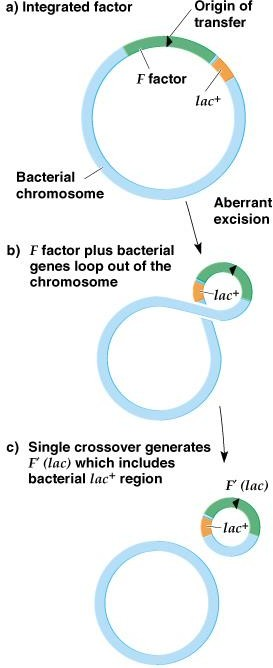 a) Integrated factor
Origin of
transfer
F factor
lac+
Bacterial
chromosome
Aberrant
excision
b) F factor plus bacterial
genes loop out of the
chromosome
lac+
c) Single crossover generates
F′ (lac) which includes
bacterial lac+ region
F′ (lac)
lac+